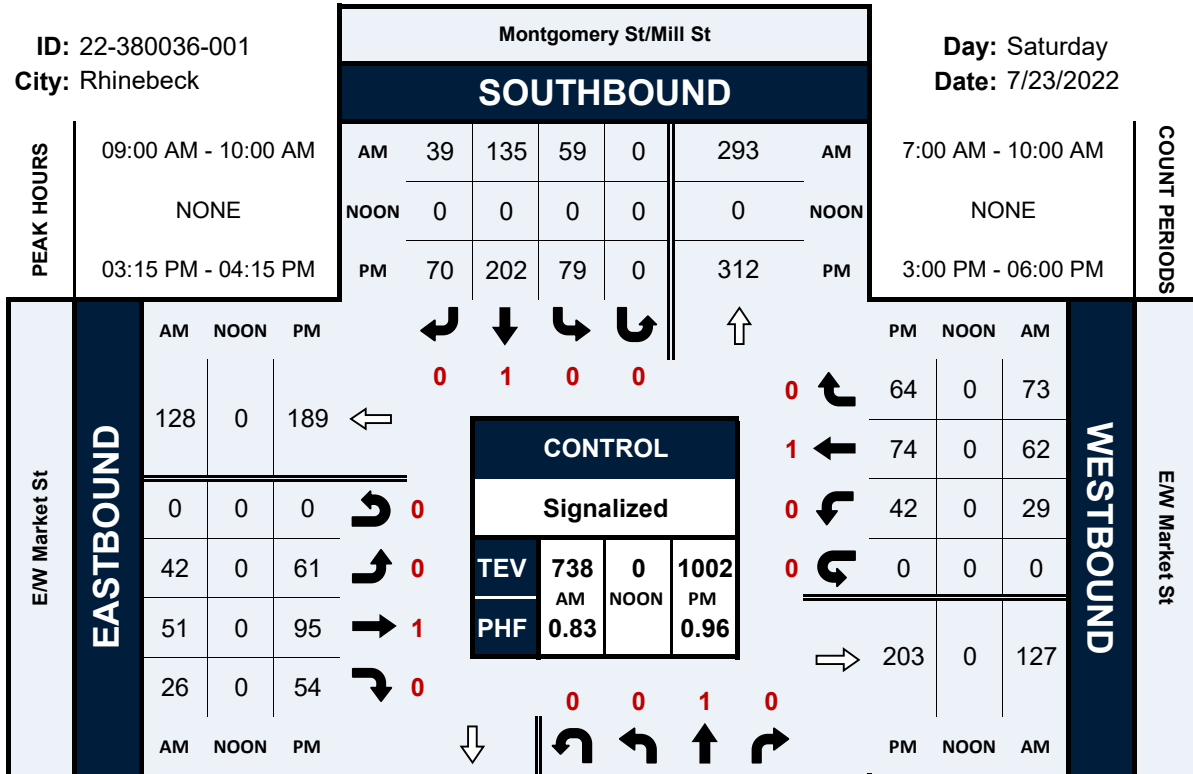 ID: 22-380036-001
City: Rhinebeck
Montgomery St/Mill St
SOUTHBOUND
Day: Saturday
Date: 7/23/2022
PEAK HOURS
09:00 AM - 10:00 AM
NONE
03:15 PM - 04:15 PM
AM 39 135 59 0 293 AM
NOON 0 0 0 0 0 NOON
PM 70 202 79 0 312 PM
7:00 AM - 10:00 AM
NONE
3:00 PM - 06:00 PM
COUNT PERIODS
0 1 0 0
E/W Market St
EASTBOUND
AM NOON PM
128 0 189
0 0 0 0
42 0 61 0
51 0 95 1
26 0 54 0
AM NOON PM
CONTROL
Signalized
TEV 738 0 1002
AM NOON PM
PHF 0.83 0.96
PM NOON AM
0 64 0 73
1 74 0 62
0 42 0 29
0 0 0 0
203 0 127
PM NOON AM
WESTBOUND
E/W Market St
0 0 1 0